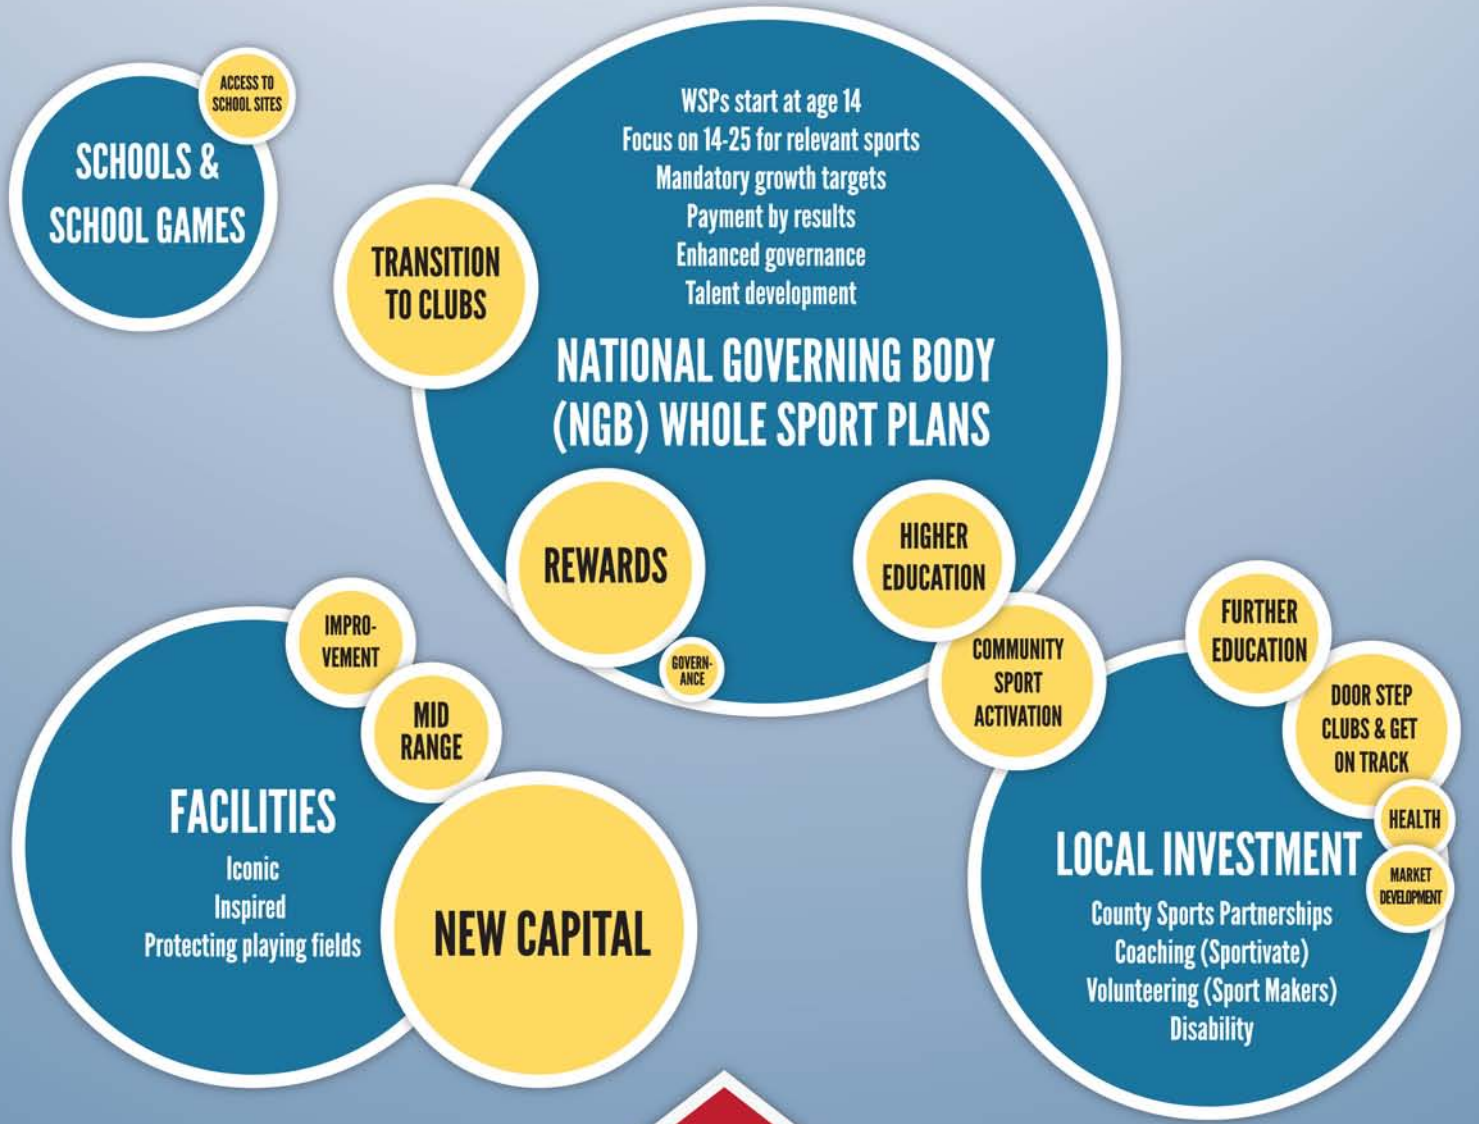 ACCESS TO
SCHOOL SITES
SCHOOLS &
SCHOOL GAMES
WSPs start at age 14
Focus on 14-25 for relevant sports
Mandatory growth targets
Payment by results
Enhanced governance
Talent development
TRANSITION
TO CLUBS
NATIONAL GOVERNING BODY
(NGB) WHOLE SPORT PLANS
REWARDS
GOVERN-
ANCE
HIGHER
EDUCATION
COMMUNITY
SPORT
ACTIVATION
IMPRO-
VEMENT
MID
RANGE
FACILITIES
Iconic
Inspired
Protecting playing fields
NEW CAPITAL
FURTHER
EDUCATION
DOOR STEP
CLUBS & GET
ON TRACK
HEALTH
MARKET
DEVELOPMENT
LOCAL INVESTMENT
County Sports Partnerships
Coaching (Sportivate)
Volunteering (Sport Makers)
Disability